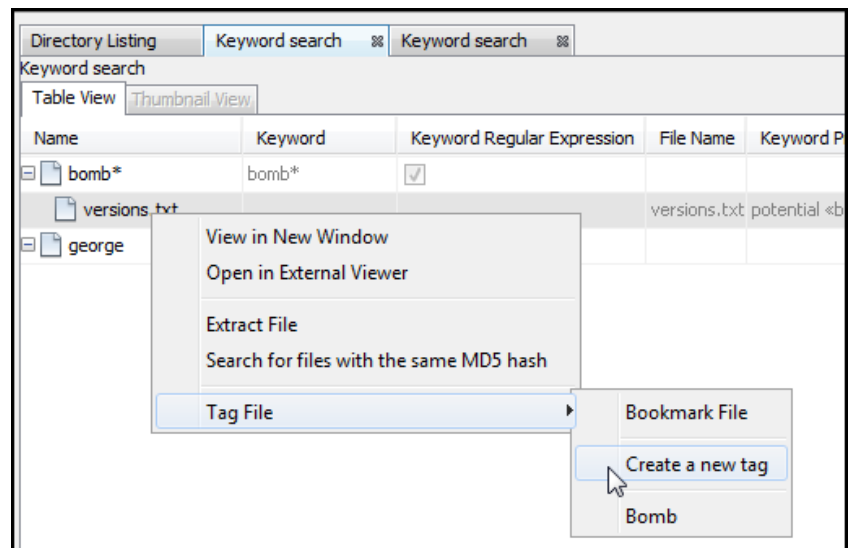 Directory Listing Keyword search Keyword search
Keyword search
Table View Thumbnail View
Name Keyword Keyword Regular Expression File Name Keyword P
bomb* bomb*
versions.txt versions.txt potential «b
george
View in New Window
Open in External Viewer
Extract File
Search for files with the same MD5 hash
Tag File
Bookmark File
Create a new tag
Bomb